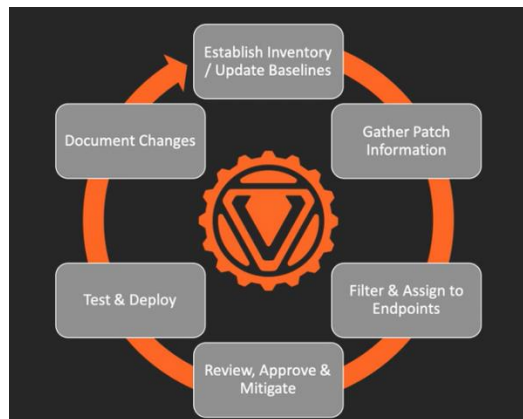 Establish Inventory
/ Update Baselines
Gather Patch
Information
Filter & Assign to
Endpoints
Review, Approve &
Mitigate
Test & Deploy
Document Changes